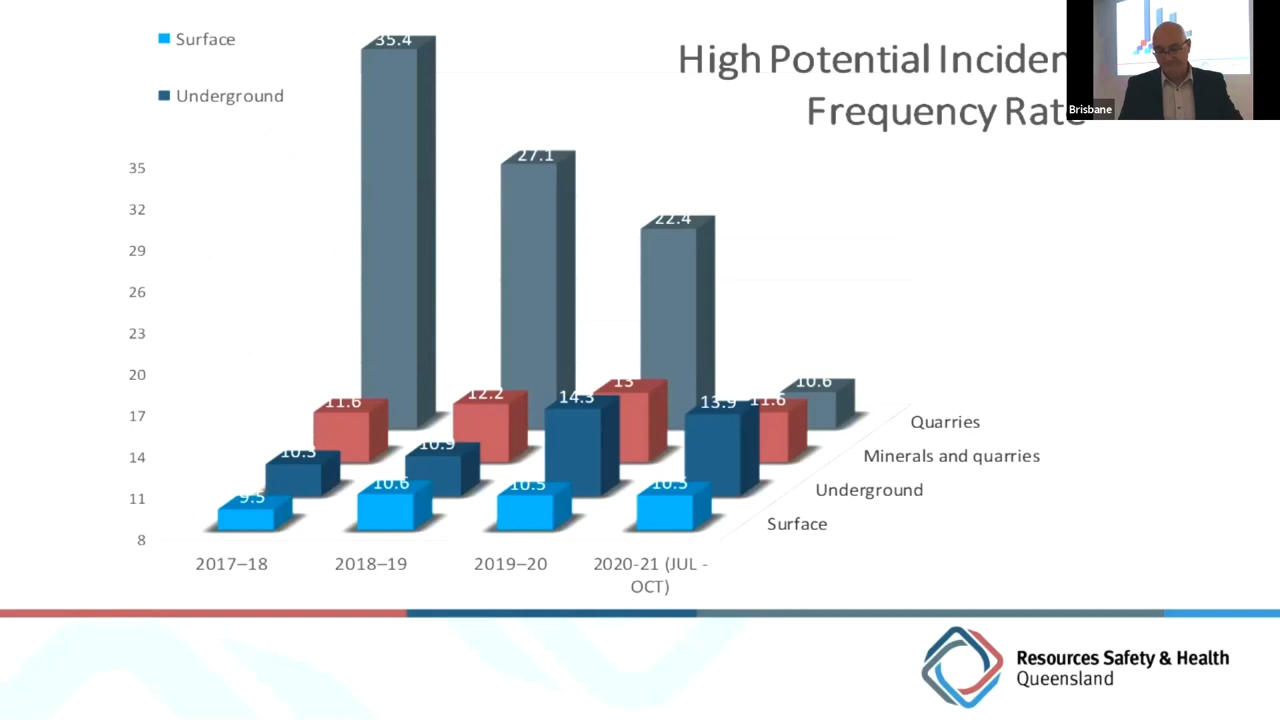 Surface
Underground
High Potential Inciden
Frequency Rate
Brisbane
35
32
29
26
23
20
17
14
11
8
35.4
27.1
22.4
10.6
11.6
12.2
13
11.6
10.3
10.9
14.3
13.9
9.5
10.6
10.5
10.5
Quarries
Minerals and quarries
Underground
Surface
2017–18
2018–19
2019–20
2020-21 (JUL -
OCT)
Resources Safety & Health
Queensland